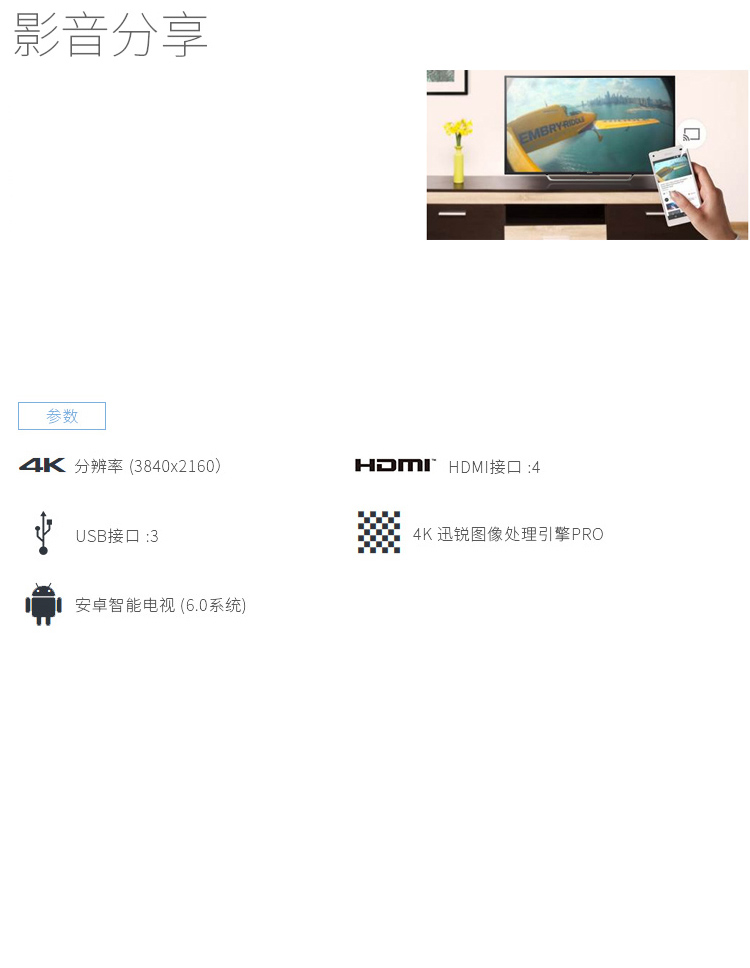 影音分享
EMBRY-RIDDLE
参数
4K 分辨率 (3840x2160)
HDMI™ HDMI接口 :4
USB接口 :3
4K 迅锐图像处理引擎PRO
安卓智能电视 (6.0系统)